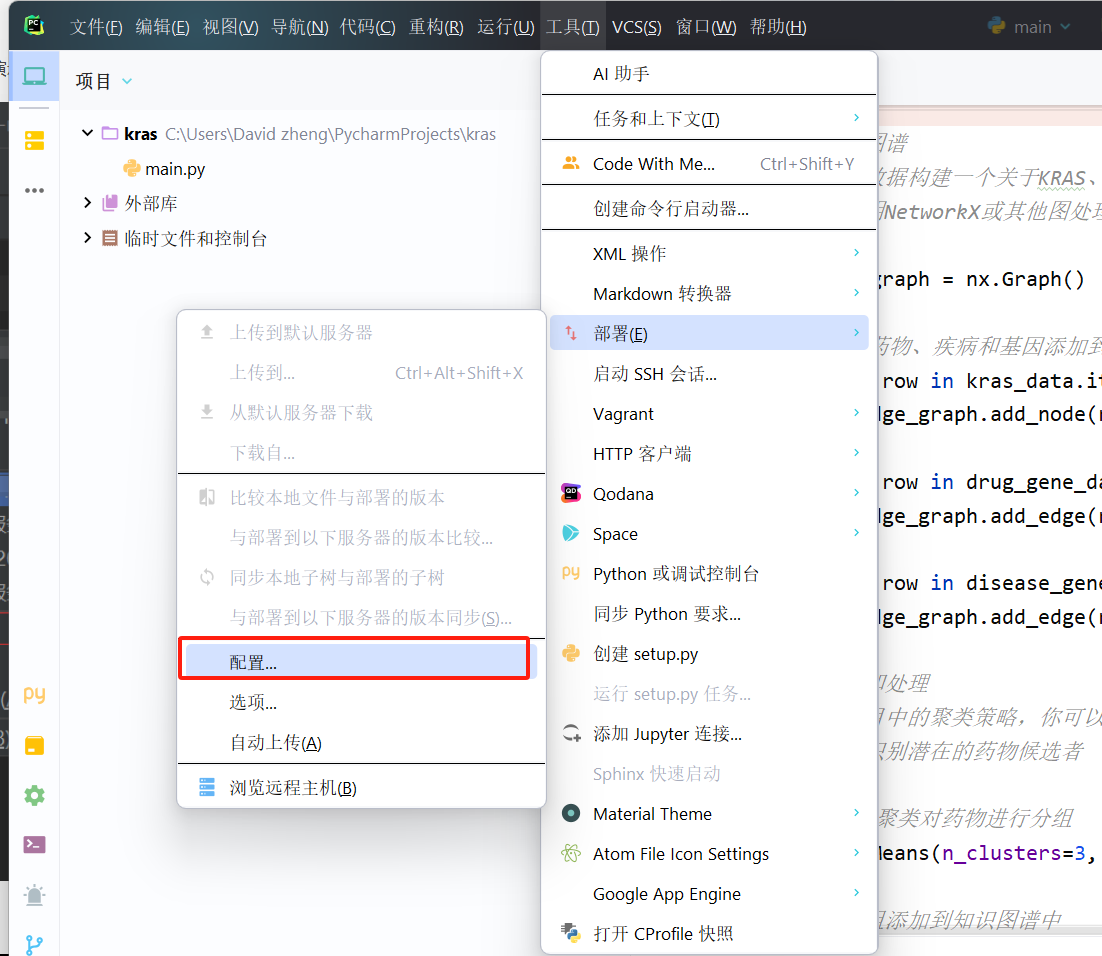 文件(F) 编辑(E) 视图(V) 导航(N) 代码(C) 重构(R) 运行(U) 工具(T) VCS(S) 窗口(W) 帮助(H) main
项目
kras C:\Users\David zheng\PycharmProjects\kras
main.py
外部库
临时文件和控制台
上传到默认服务器
上传到... Ctrl+Alt+Shift+X
从默认服务器下载
下载自...
比较本地文件与部署的版本
与部署到以下服务器的版本比较...
同步本地子树与部署的子树
与部署到以下服务器的版本同步(S)...
配置...
选项...
自动上传(A)
浏览远程主机(B)
AI 助手
任务和上下文(T)
Code With Me... Ctrl+Shift+Y
创建命令行启动器...
XML 操作
Markdown 转换器
部署(E)
启动 SSH 会话...
Vagrant
HTTP 客户端
Qodana
Space
Python 或调试控制台
同步 Python 要求...
创建 setup.py
运行 setup.py 任务...
添加 Jupyter 连接...
Sphinx 快速启动
Material Theme
Atom File Icon Settings
Google App Engine
打开 CProfile 快照
图谱
数据构建一个关于KRAS、
NetworkX或其他图处理
graph = nx.Graph()
药物、疾病和基因添加到
row in kras_data.it
dge_graph.add_node(r
row in drug_gene_da
dge_graph.add_edge(r
row in disease_gene
dge_graph.add_edge(r
和处理
目中的聚类策略，你可以
识别潜在的药物候选者
聚类对药物进行分组
Means(n_clusters=3,
添加到知识图谱中